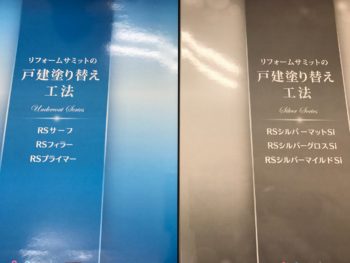 リフォームサミットの
戸建塗り替え
工法
Undercoat Series
RSサーフ
RSフィラー
RSプライマー
リフォームサミットの
戸建塗り替え
工法
Silver Series
RSシルバーマットSi
RSシルバーグロスSi
RSシルバーマイルドSi